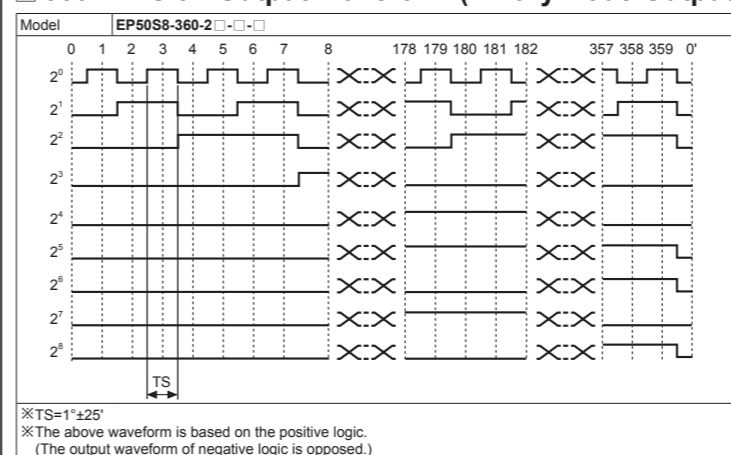 Model EP50S8-360-2□-□-□
0 1 2 3 4 5 6 7 8 178 179 180 181 182 357 358 359 0'
2⁰
2¹
2²
2³
2⁴
2⁵
2⁶
2⁷
2⁸
TS
※TS=1°±25'
※The above waveform is based on the positive logic.
(The output waveform of negative logic is opposed.)